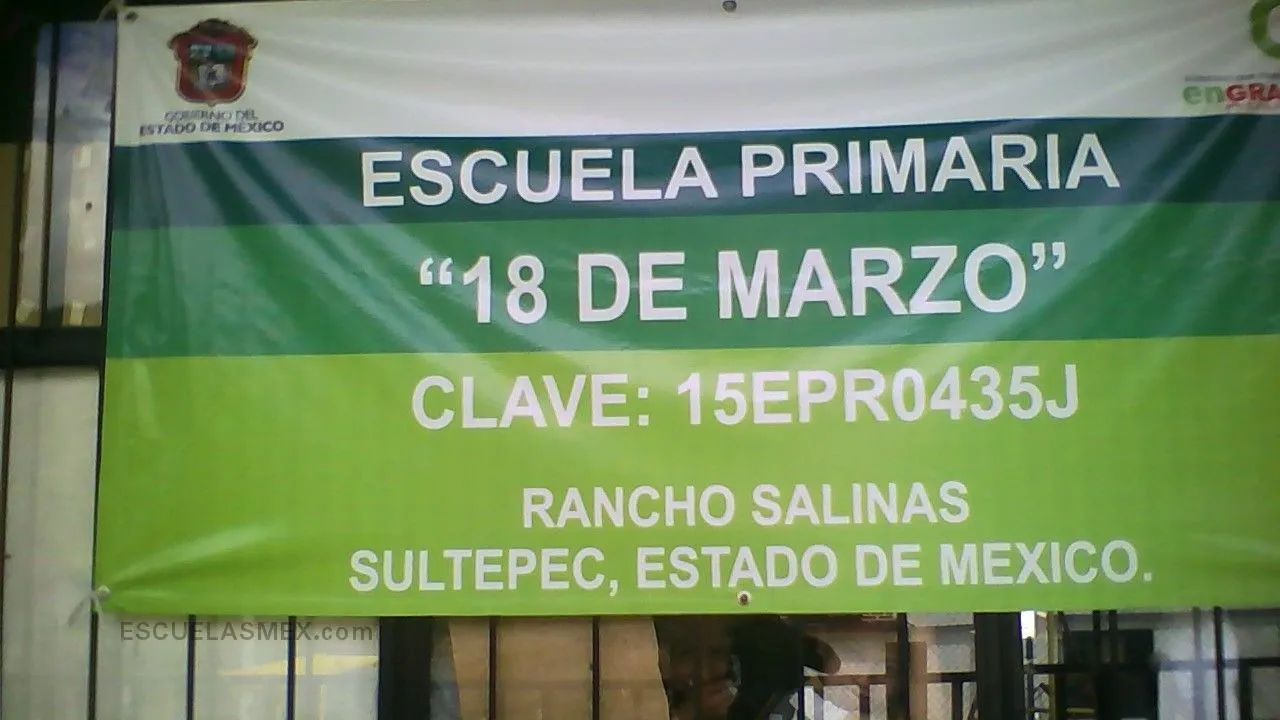 GOBIERNO DEL
ESTADO DE MÉXICO
enGRA
ESCUELA PRIMARIA
“18 DE MARZO”
CLAVE: 15EPR0435J
RANCHO SALINAS
SULTEPEC, ESTADO DE MEXICO.
ESCUELASMEX.com